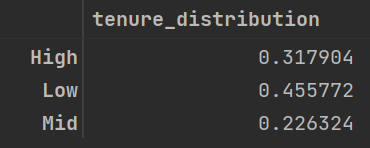 tenure_distribution
High 0.317904
Low 0.455772
Mid 0.226324